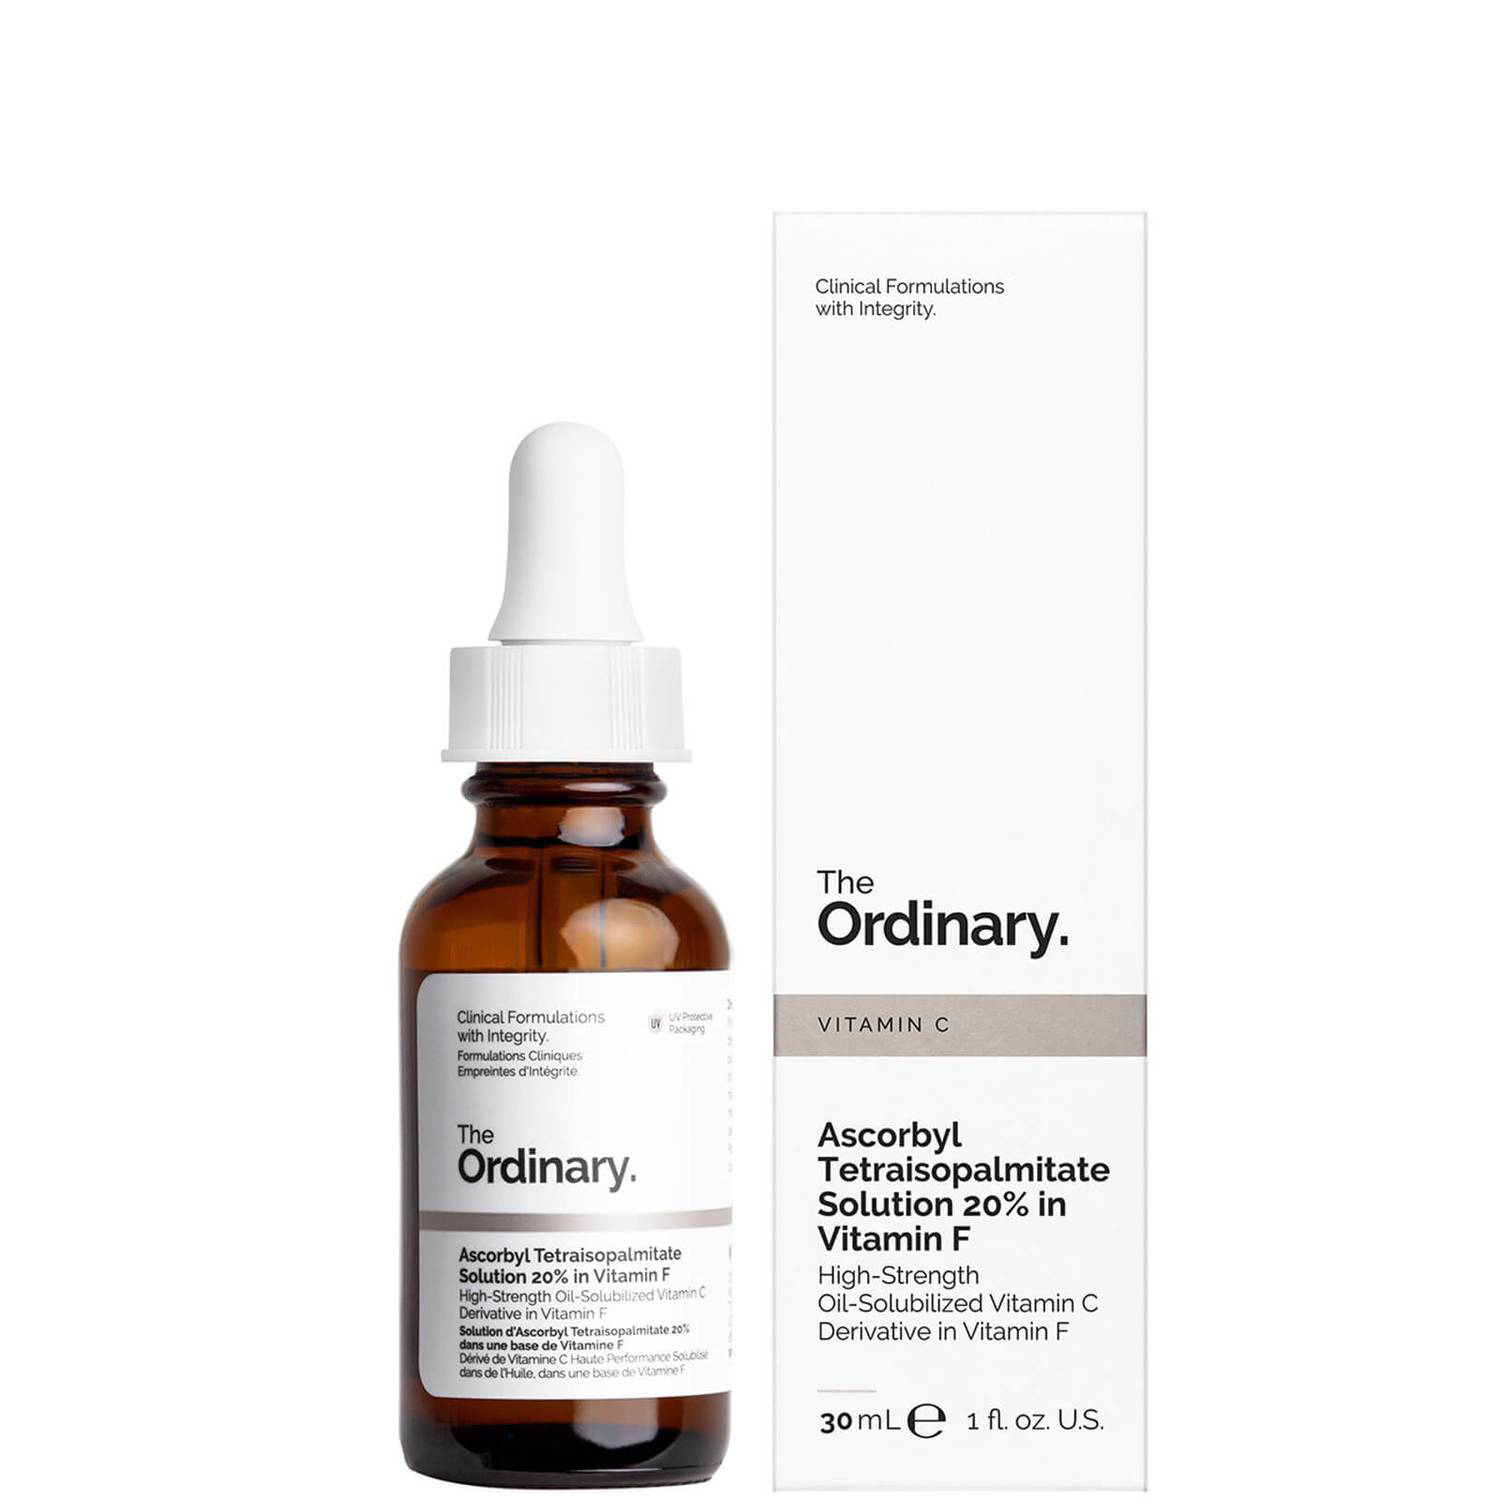 Clinical Formulations
with Integrity.
Formulations Cliniques
Empreintes d'Intégrité.
UV
UV Protective
Packaging
The
Ordinary.
Ascorbyl Tetraisopalmitate
Solution 20% in Vitamin F
High-Strength Oil-Solubilized Vitamin C
Derivative in Vitamin F
Solution d'Ascorbyl Tetraisopalmitate 20%
dans une base de Vitamine F
Dérivé de Vitamine C Haute Performance Solubilisé
dans de l'Huile, dans une base de Vitamine F
Clinical Formulations
with Integrity.
The
Ordinary.
VITAMIN C
Ascorbyl
Tetraisopalmitate
Solution 20% in
Vitamin F
High-Strength
Oil-Solubilized Vitamin C
Derivative in Vitamin F
30 mL ℮ 1 fl. oz. U.S.